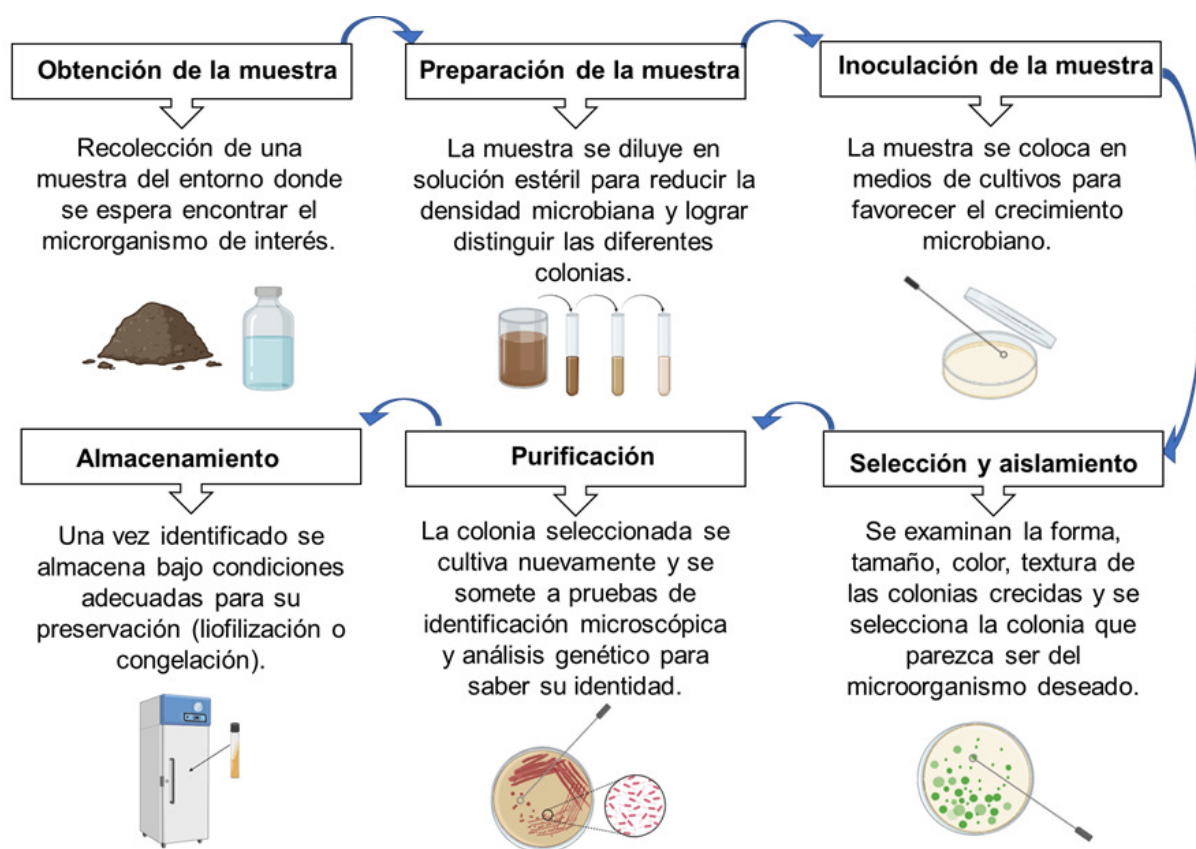 Obtención de la muestra
Recolección de una
muestra del entorno donde
se espera encontrar el
microrganismo de interés.
Preparación de la muestra
La muestra se diluye en
solución estéril para reducir la
densidad microbiana y lograr
distinguir las diferentes
colonias.
Inoculación de la muestra
La muestra se coloca en
medios de cultivos para
favorecer el crecimiento
microbiano.
Selección y aislamiento
Se examinan la forma,
tamaño, color, textura de
las colonias crecidas y se
selecciona la colonia que
parezca ser del
microorganismo deseado.
Purificación
La colonia seleccionada se
cultiva nuevamente y se
somete a pruebas de
identificación microscópica
y análisis genético para
saber su identidad.
Almacenamiento
Una vez identificado se
almacena bajo condiciones
adecuadas para su
preservación (liofilización o
congelación).